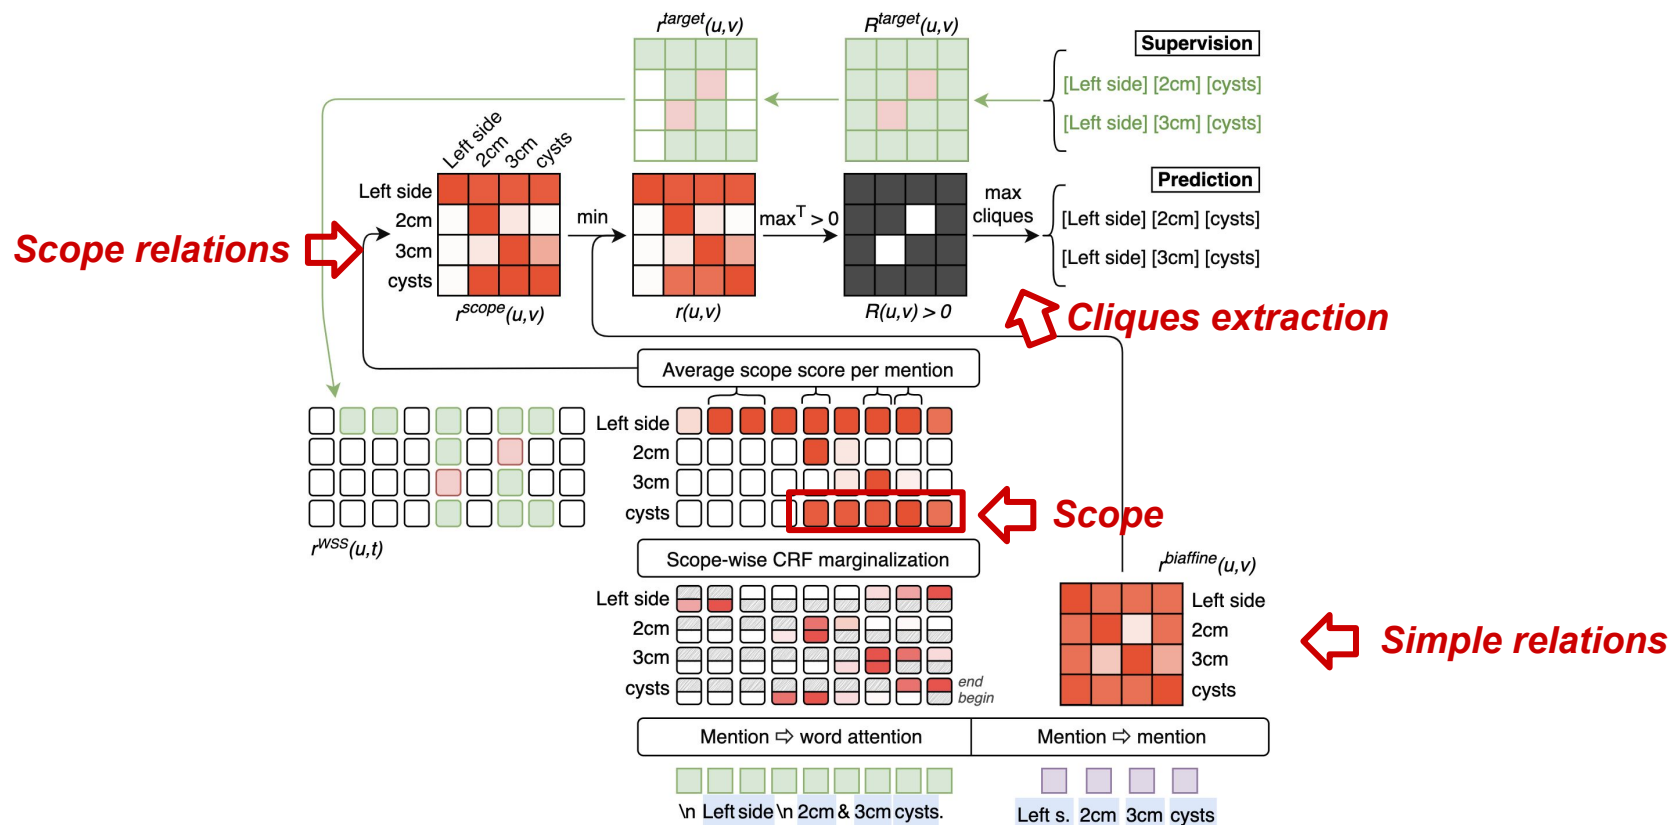 r^target(u,v)
R^target(u,v)
Supervision
[Left side] [2cm] [cysts]
[Left side] [3cm] [cysts]
Left side
2cm
3cm
cysts
Left side
2cm
3cm
cysts
r^scope(u,v)
Scope relations
min
r(u,v)
max^T > 0
R(u,v) > 0
max
cliques
Prediction
[Left side] [2cm] [cysts]
[Left side] [3cm] [cysts]
Cliques extraction
Average scope score per mention
Left side
2cm
3cm
cysts
Scope
r^WSS(u,t)
Scope-wise CRF marginalization
Left side
2cm
3cm
cysts
end
begin
r^biaffine(u,v)
Left side
2cm
3cm
cysts
Simple relations
Mention ⇨ word attention
Mention ⇨ mention
\n Left side \n 2cm & 3cm cysts.
Left s. 2cm 3cm cysts